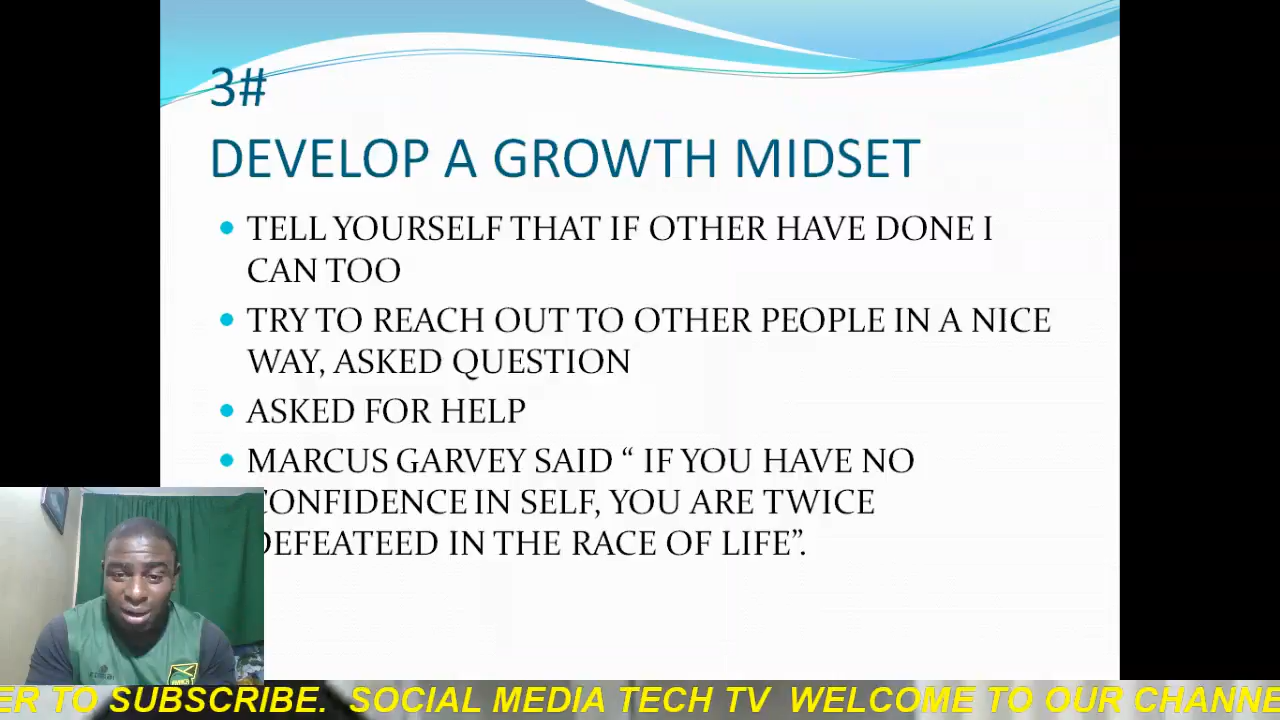 3#
DEVELOP A GROWTH MIDSET
• TELL YOURSELF THAT IF OTHER HAVE DONE I
CAN TOO
• TRY TO REACH OUT TO OTHER PEOPLE IN A NICE
WAY, ASKED QUESTION
• ASKED FOR HELP
• MARCUS GARVEY SAID “ IF YOU HAVE NO
CONFIDENCE IN SELF, YOU ARE TWICE
DEFEATEED IN THE RACE OF LIFE”.
ER TO SUBSCRIBE. SOCIAL MEDIA TECH TV WELCOME TO OUR CHANNE